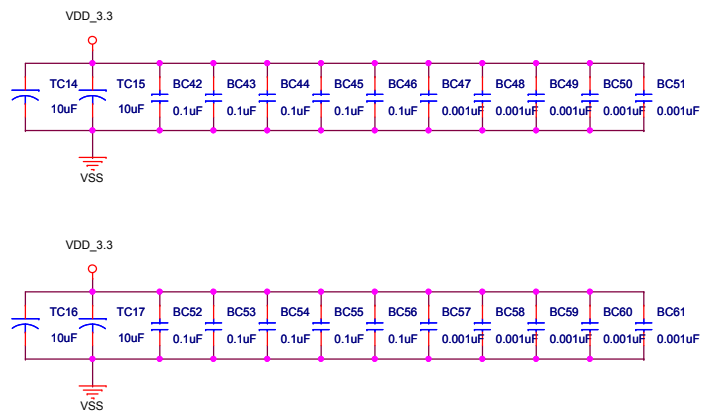 VDD_3.3
TC14 TC15 BC42 BC43 BC44 BC45 BC46 BC47 BC48 BC49 BC50 BC51
10uF 10uF 0.1uF 0.1uF 0.1uF 0.1uF 0.1uF 0.001uF 0.001uF 0.001uF 0.001uF 0.001uF
VSS
VDD_3.3
TC16 TC17 BC52 BC53 BC54 BC55 BC56 BC57 BC58 BC59 BC60 BC61
10uF 10uF 0.1uF 0.1uF 0.1uF 0.1uF 0.1uF 0.001uF 0.001uF 0.001uF 0.001uF 0.001uF
VSS